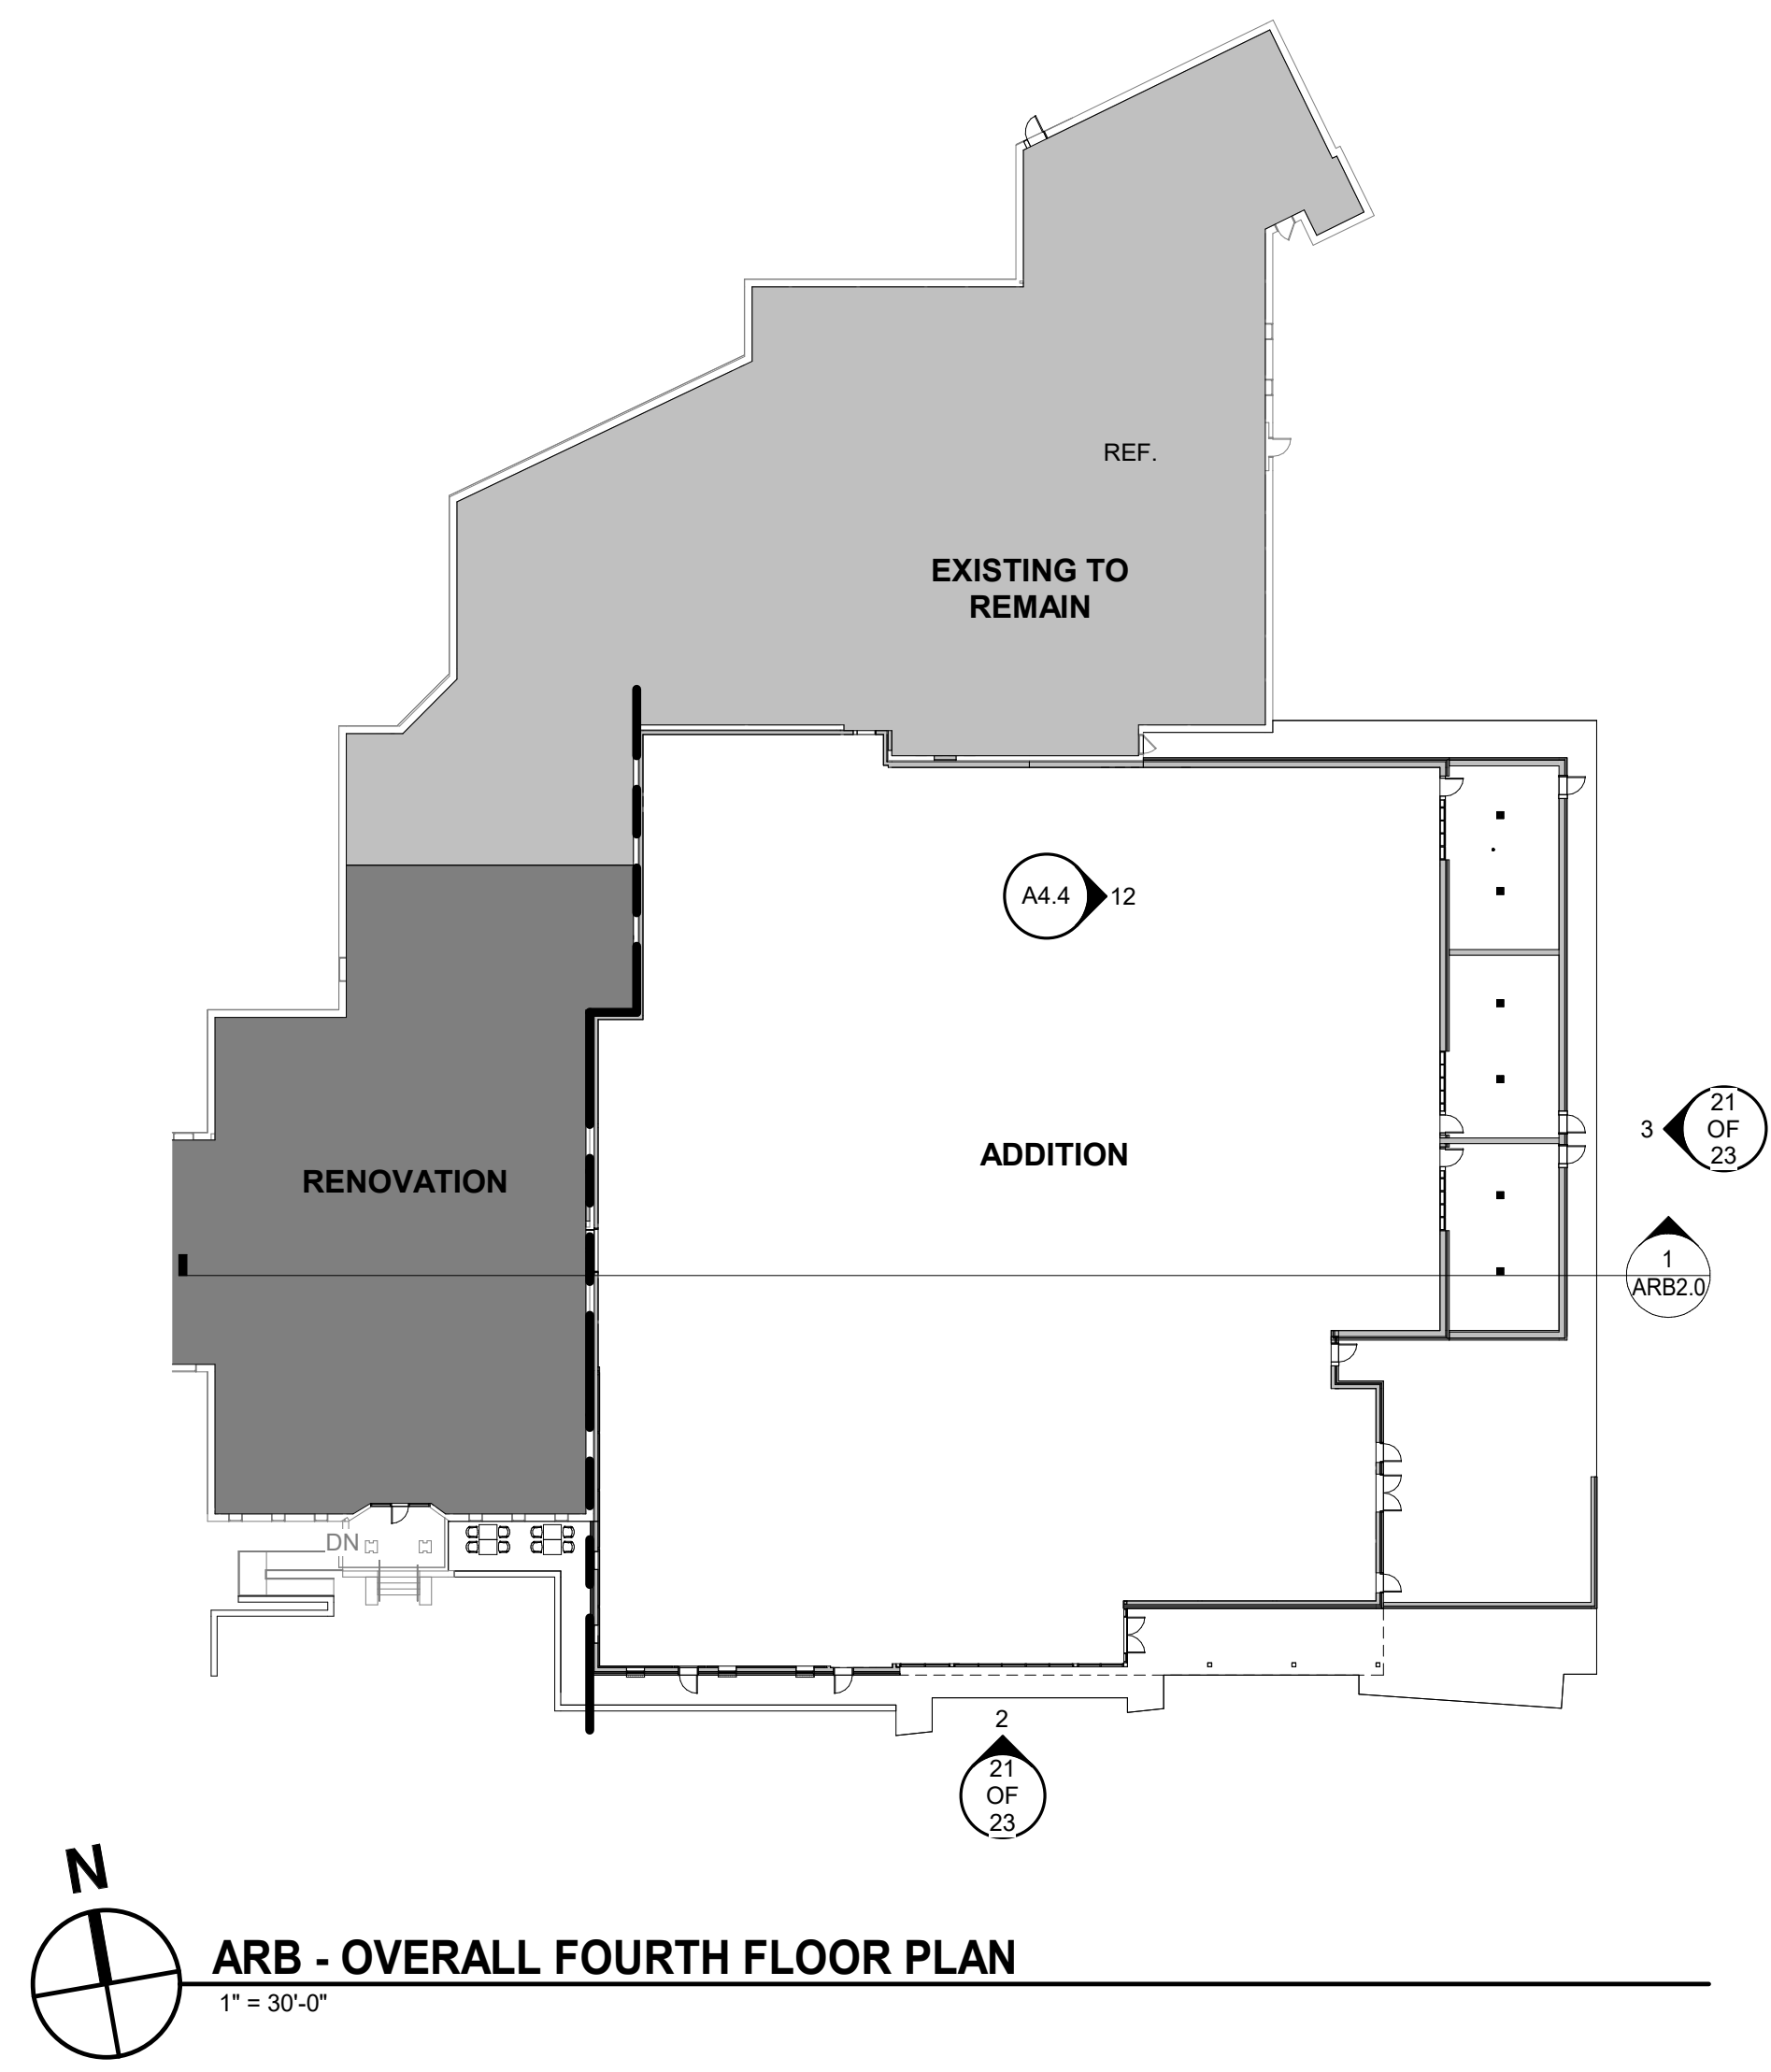 REF.
EXISTING TO
REMAIN
A4.4
12
21
OF
23
3
ADDITION
RENOVATION
1
ARB2.0
DN
2
21
OF
23
N
ARB - OVERALL FOURTH FLOOR PLAN
1" = 30'-0"